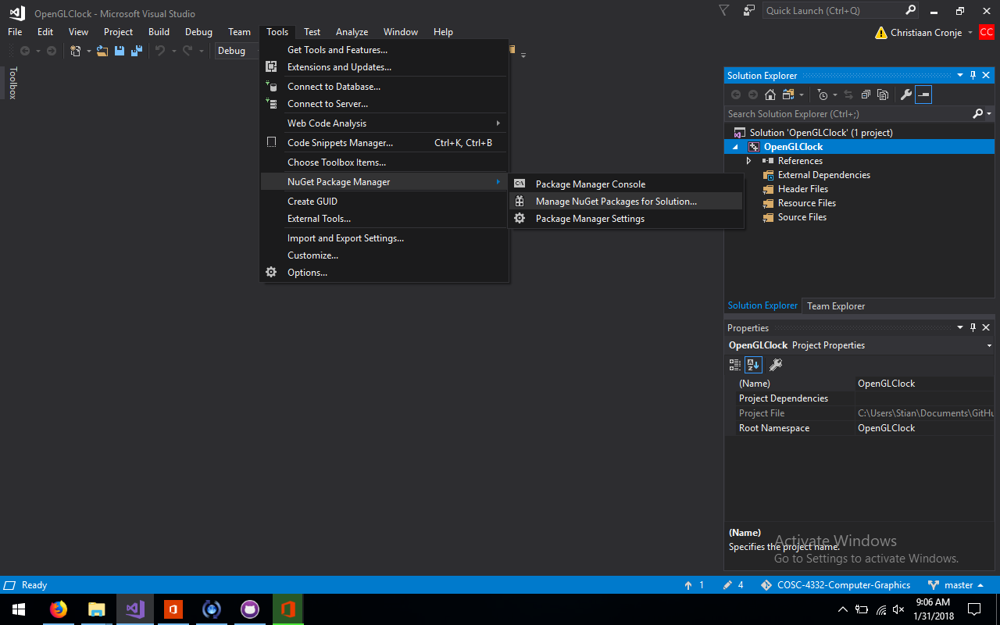 OpenGLClock - Microsoft Visual Studio
Quick Launch (Ctrl+Q)
File Edit View Project Build Debug Team Tools Test Analyze Window Help
Christiaan Cronje CC
Debug
Toolbox
Get Tools and Features...
Extensions and Updates...
Connect to Database...
Connect to Server...
Web Code Analysis
Code Snippets Manager... Ctrl+K, Ctrl+B
Choose Toolbox Items...
NuGet Package Manager
Create GUID
External Tools...
Import and Export Settings...
Customize...
Options...
Package Manager Console
Manage NuGet Packages for Solution...
Package Manager Settings
Solution Explorer
Search Solution Explorer (Ctrl+;)
Solution 'OpenGLClock' (1 project)
OpenGLClock
References
External Dependencies
Header Files
Resource Files
Source Files
Solution Explorer Team Explorer
Properties
OpenGLClock Project Properties
(Name) OpenGLClock
Project Dependencies
Project File C:\Users\Stian\Documents\GitHu
Root Namespace OpenGLClock
(Name)
Specifies the project name.
Activate Windows
Go to Settings to activate Windows.
Ready 1 4 COSC-4332-Computer-Graphics master
9:06 AM
1/31/2018